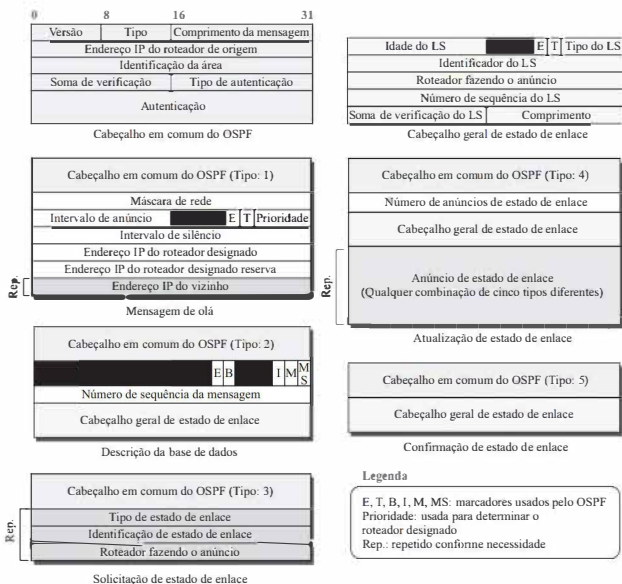 0 8 16 31
Versão Tipo Comprimento da mensagem
Endereço IP do roteador de origem
Identificação da área
Soma de verificação Tipo de autenticação
Autenticação
Cabeçalho em comum do OSPF
Idade do LS E T Tipo do LS
Identificador do LS
Roteador fazendo o anúncio
Número de sequência do LS
Soma de verificação do LS Comprimento
Cabeçalho geral de estado de enlace
Cabeçalho em comum do OSPF (Tipo: 1)
Máscara de rede
Intervalo de anúncio E T Prioridade
Intervalo de silêncio
Endereço IP do roteador designado
Endereço IP do roteador designado reserva
Rep. Endereço IP do vizinho
Mensagem de olá
Cabeçalho em comum do OSPF (Tipo: 4)
Número de anúncios de estado de enlace
Cabeçalho geral de estado de enlace
Rep. Anúncio de estado de enlace
(Qualquer combinação de cinco tipos diferentes)
Atualização de estado de enlace
Cabeçalho em comum do OSPF (Tipo: 2)
E B I M M S
Número de sequência da mensagem
Cabeçalho geral de estado de enlace
Descrição da base de dados
Cabeçalho em comum do OSPF (Tipo: 5)
Cabeçalho geral de estado de enlace
Confirmação de estado de enlace
Cabeçalho em comum do OSPF (Tipo: 3)
Rep. Tipo de estado de enlace
Identificação de estado de enlace
Roteador fazendo o anúncio
Solicitação de estado de enlace
Legenda
E, T, B, I, M, MS: marcadores usados pelo OSPF
Prioridade: usada para determinar o
roteador designado
Rep.: repetido conforme necessidade